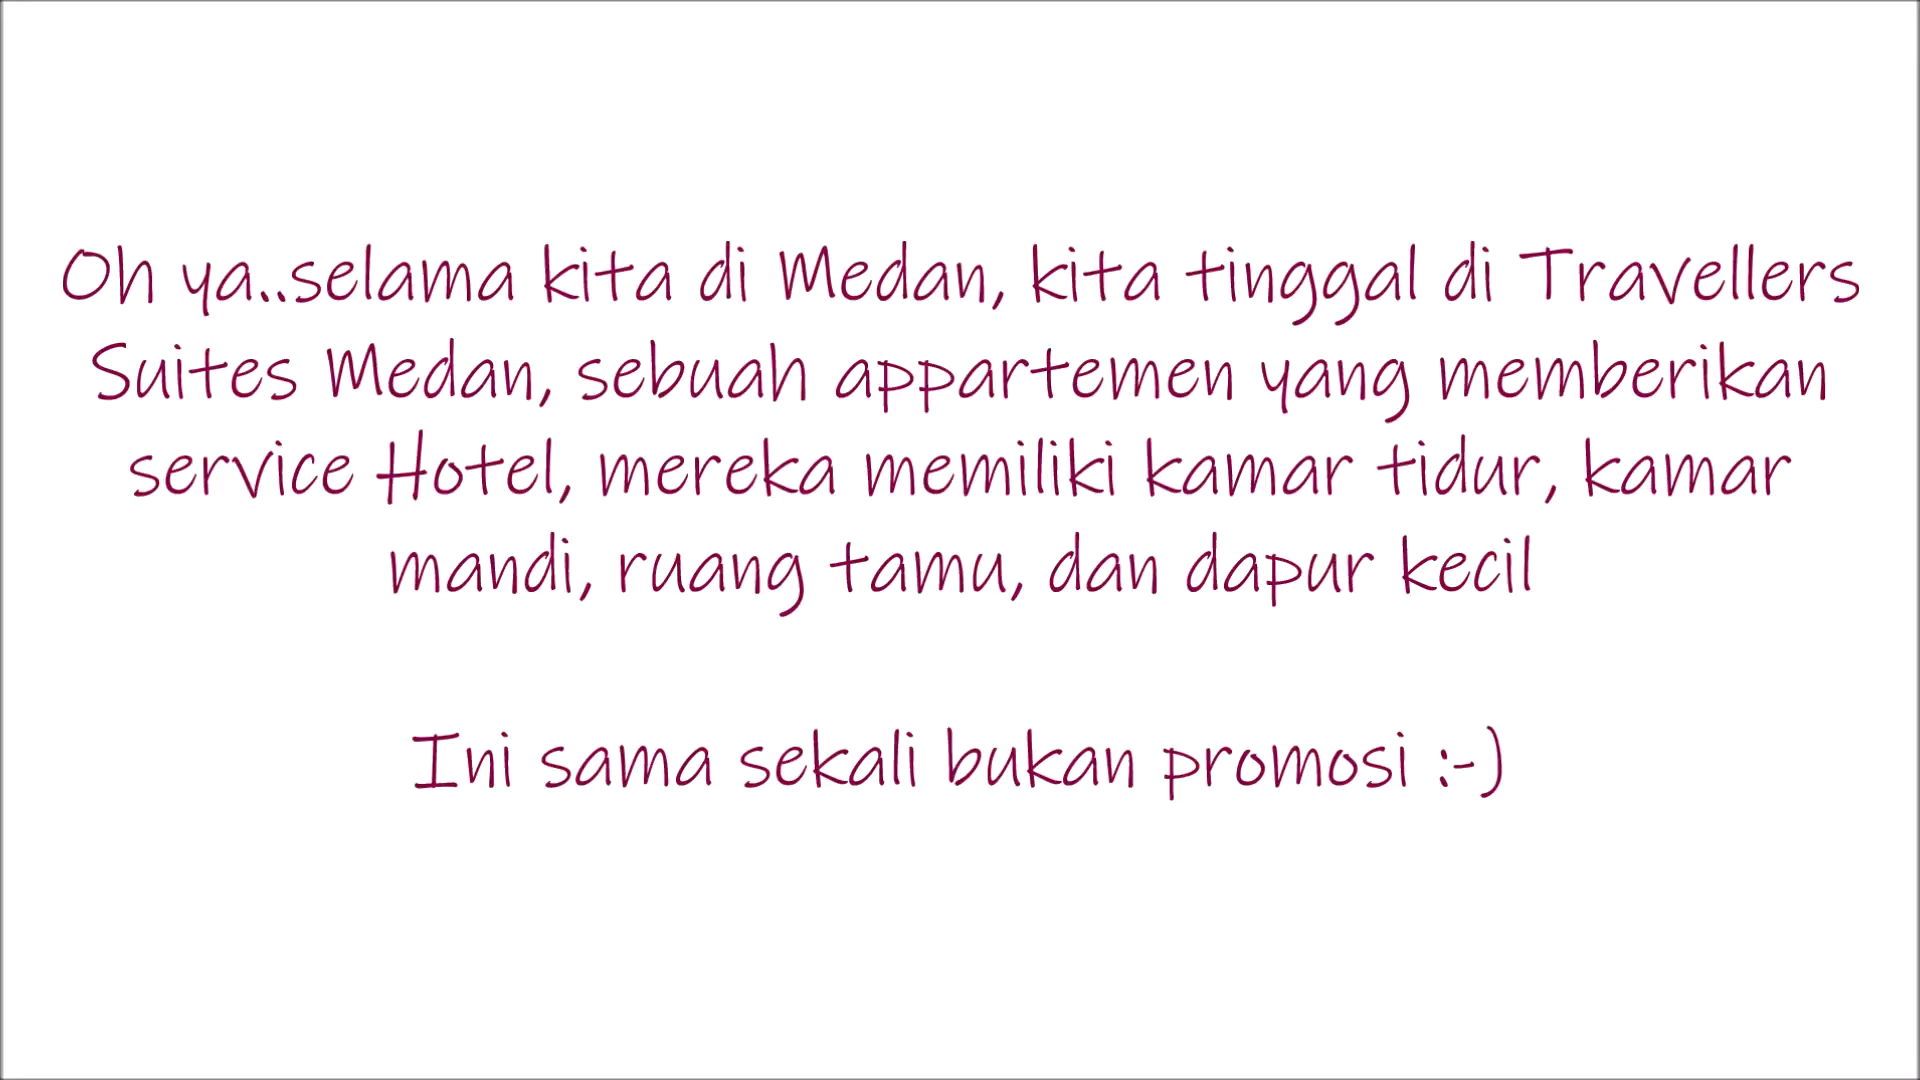 Oh ya..selama kita di Medan, kita tinggal di Travellers
Suites Medan, sebuah appartemen yang memberikan
service Hotel, mereka memiliki kamar tidur, kamar
mandi, ruang tamu, dan dapur kecil
Ini sama sekali bukan promosi :-)